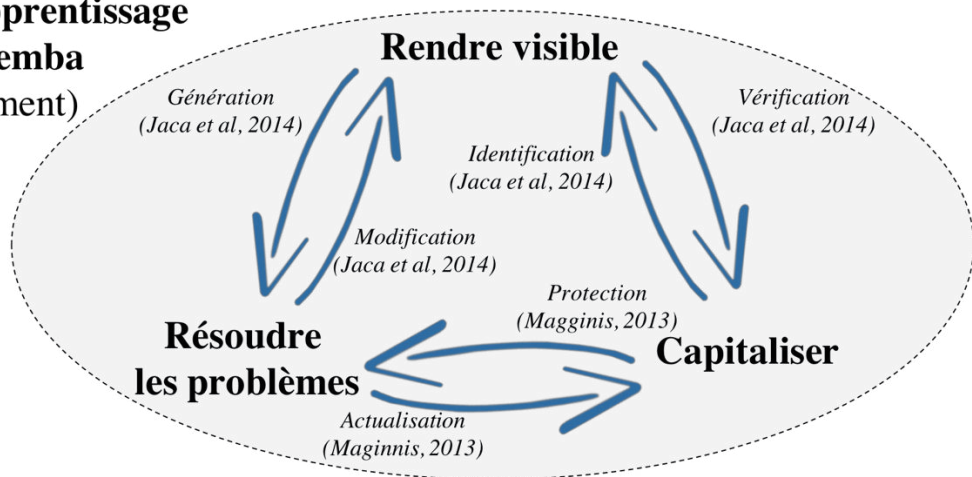 pprentissage
emba
ment)
Rendre visible
Génération
(Jaca et al, 2014)
Vérification
(Jaca et al, 2014)
Identification
(Jaca et al, 2014)
Modification
(Jaca et al, 2014)
Protection
(Magginis, 2013)
Résoudre
les problèmes
Capitaliser
Actualisation
(Maginnis, 2013)